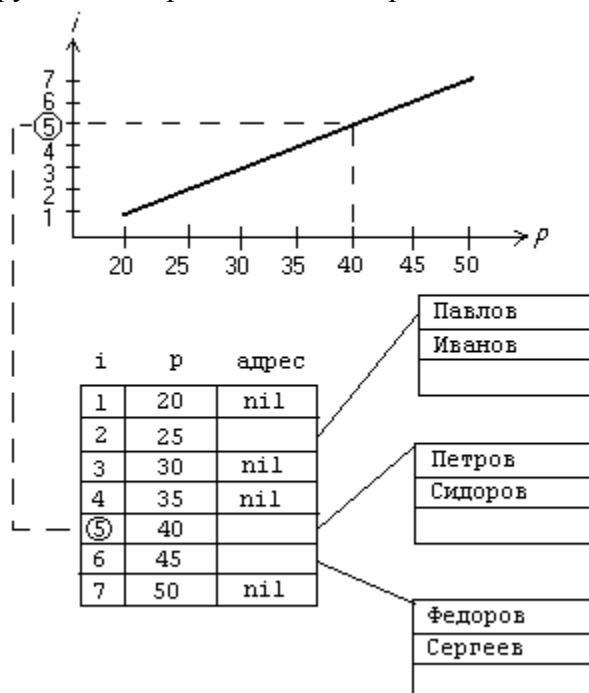 i
7
6
5
4
3
2
1
20 25 30 35 40 45 50
p
i p адрес
1 20 nil
2 25
3 30 nil
4 35 nil
5 40
6 45
7 50 nil
Павлов
Иванов
Петров
Сидоров
Федоров
Сергеев